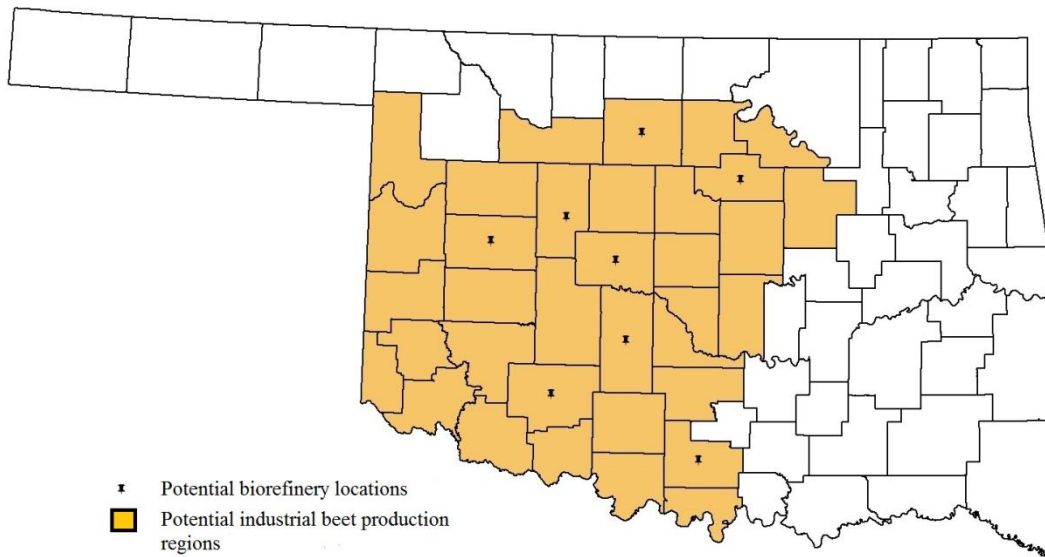 Potential biorefinery locations
Potential industrial beet production
regions